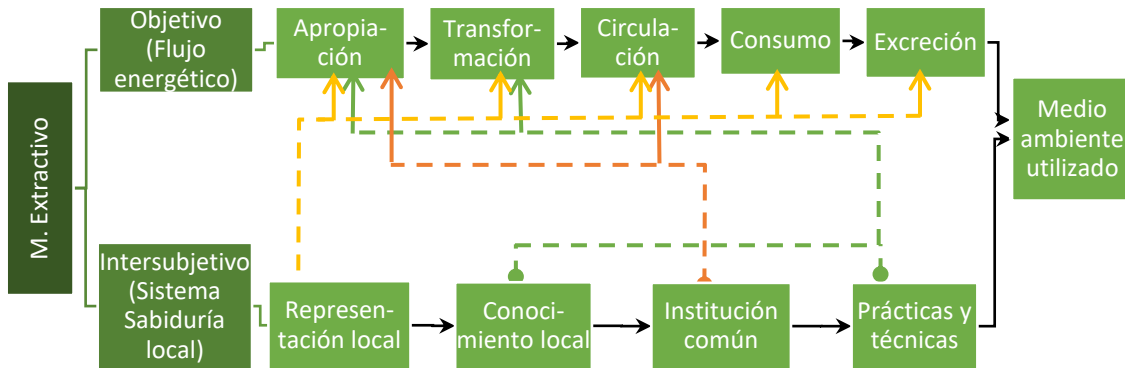 M. Extractivo
Objetivo
(Flujo
energético)
Apropia-
ción
Transfor-
mación
Circula-
ción
Consumo
Excreción
Medio
ambiente
utilizado
Intersubjetivo
(Sistema
Sabiduría
local)
Represen-
tación local
Conoci-
miento local
Institución
común
Prácticas y
técnicas